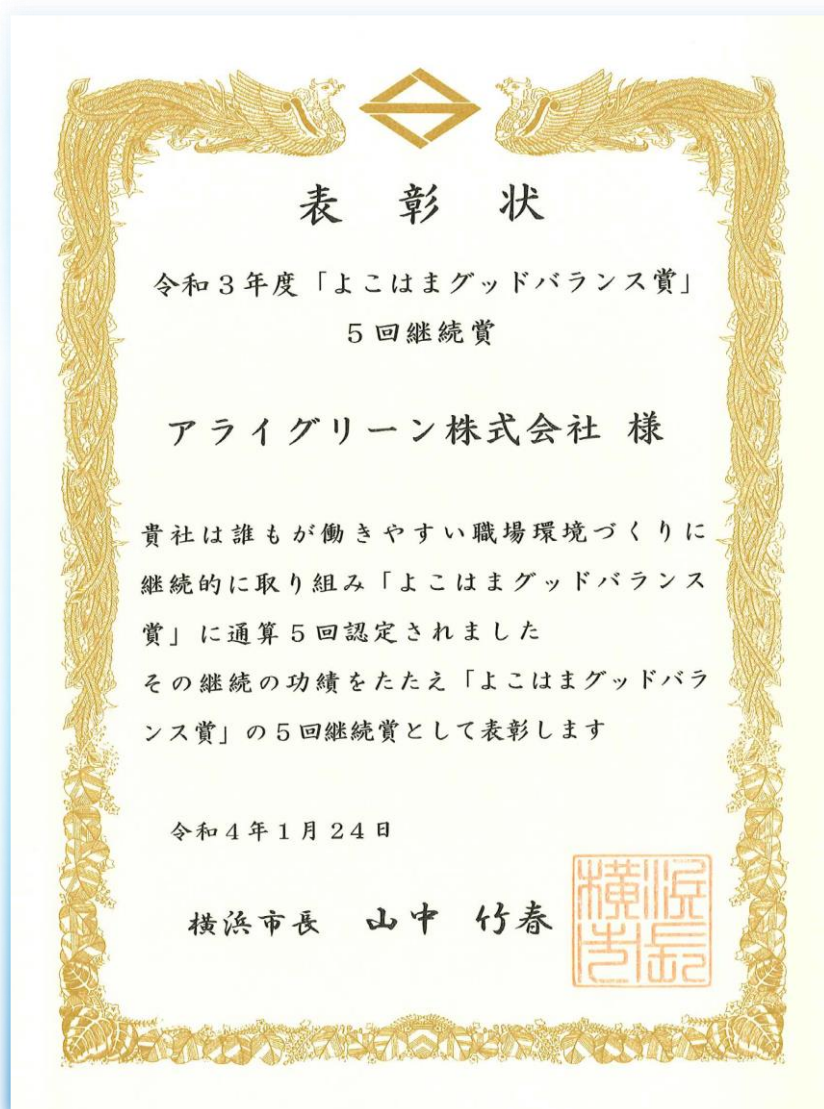 表彰状
令和3年度「よこはまグッドバランス賞」
5回継続賞
アライグリーン株式会社 様
貴社は誰もが働きやすい職場環境づくりに
継続的に取り組み「よこはまグッドバランス
賞」に通算5回認定されました
その継続の功績をたたえ「よこはまグッドバラ
ンス賞」の5回継続賞として表彰します
令和4年1月24日
横浜市長 山中 竹春
横浜市長